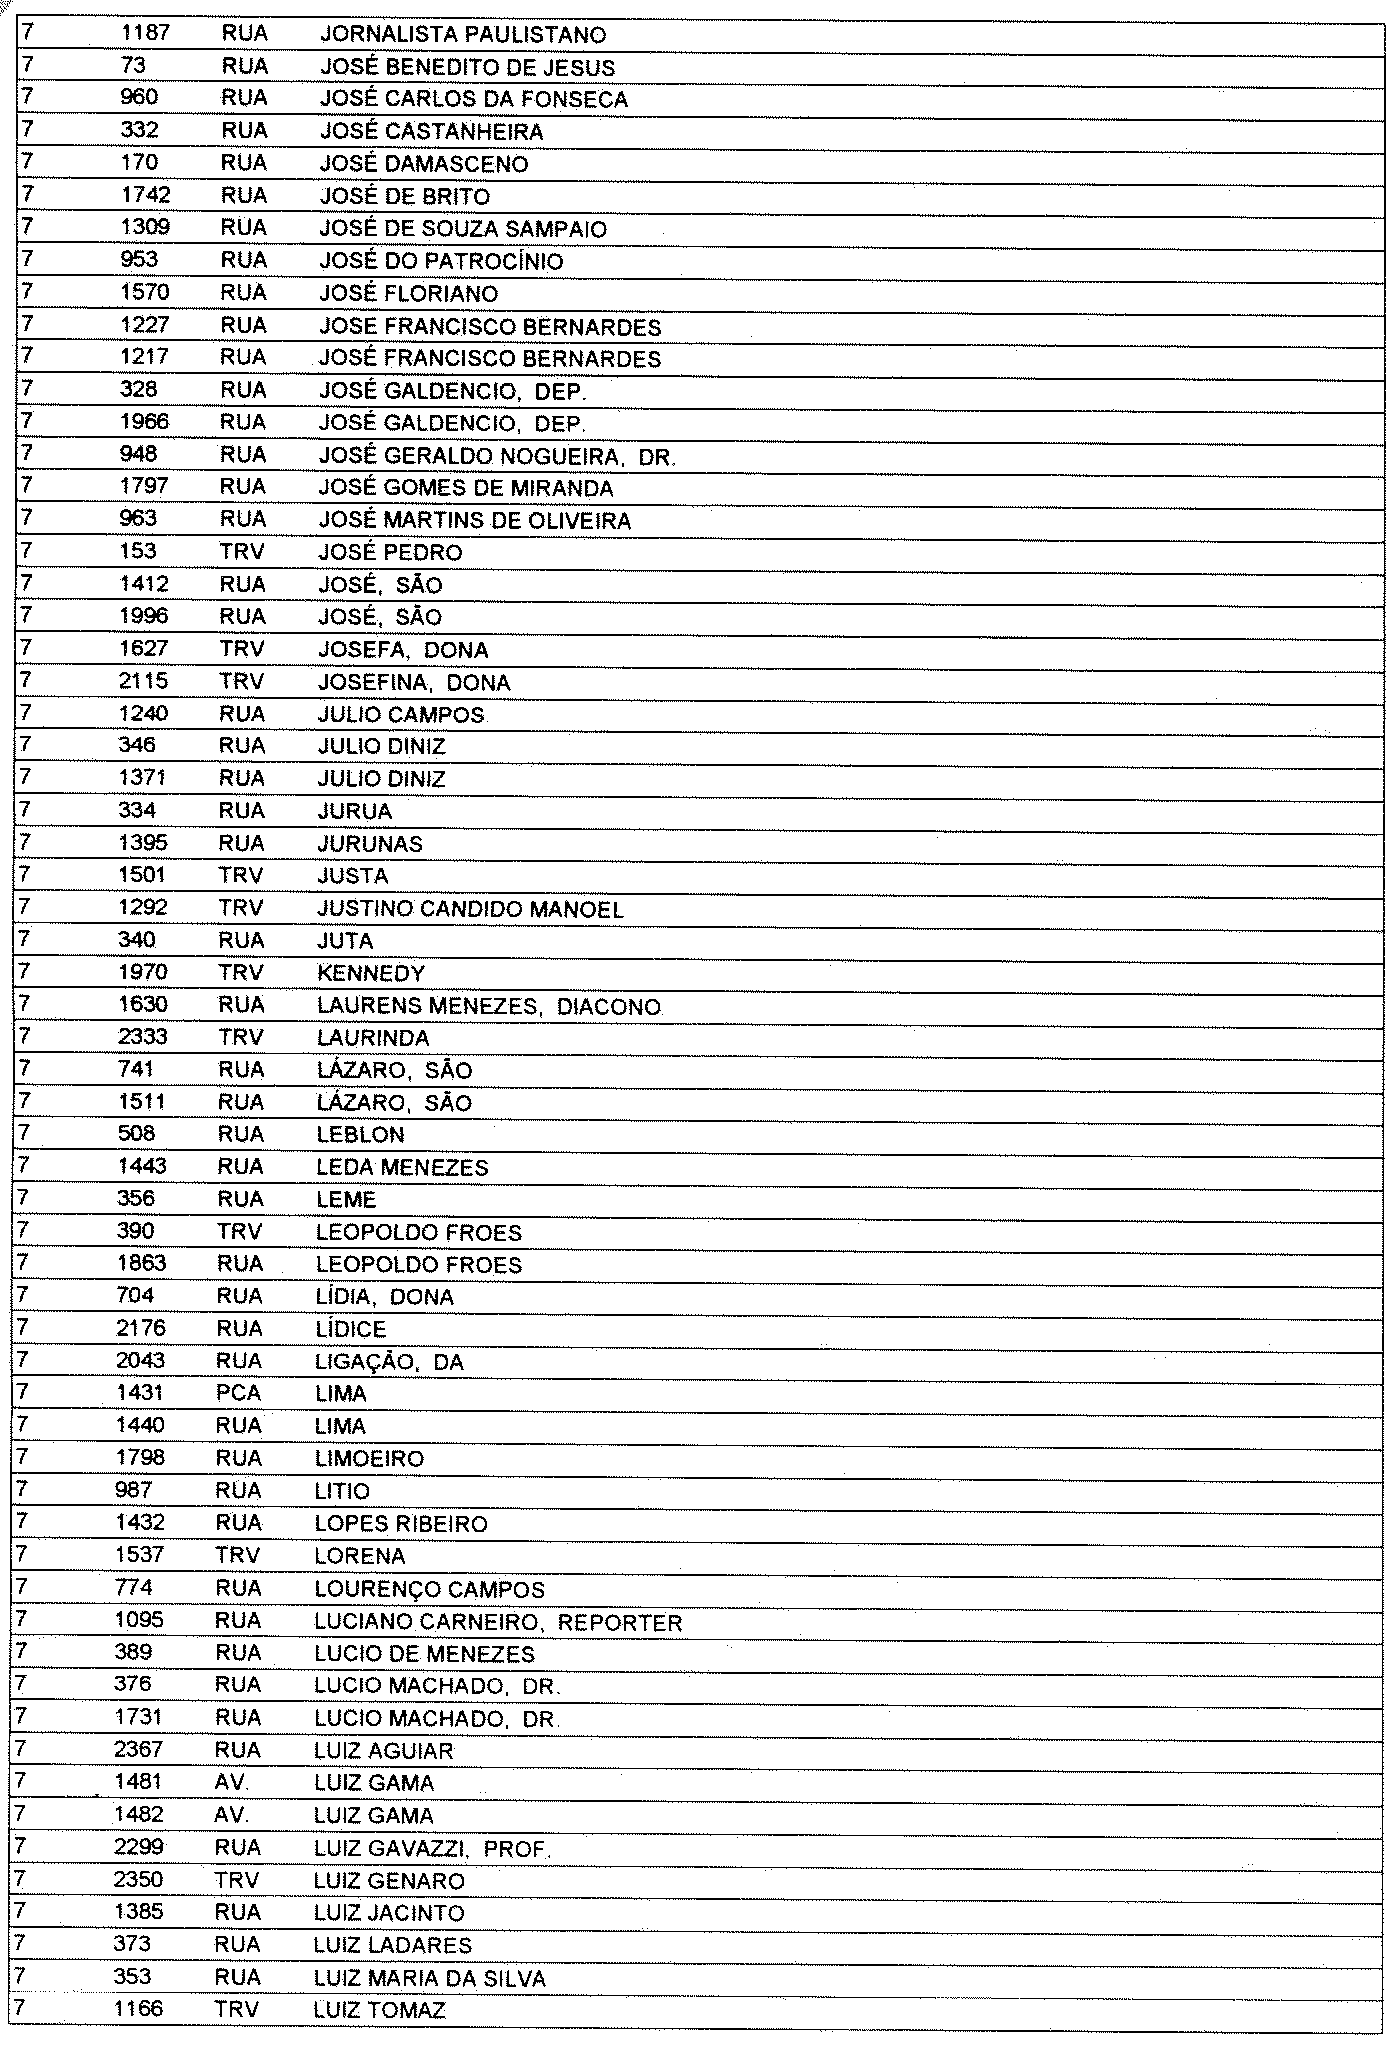 7 1187 RUA JORNALISTA PAULISTANO
7 73 RUA JOSÉ BENEDITO DE JESUS
7 960 RUA JOSÉ CARLOS DA FONSECA
7 332 RUA JOSÉ CASTANHEIRA
7 170 RUA JOSÉ DAMASCENO
7 1742 RUA JOSÉ DE BRITO
7 1309 RUA JOSÉ DE SOUZA SAMPAIO
7 953 RUA JOSÉ DO PATROCÍNIO
7 1570 RUA JOSÉ FLORIANO
7 1227 RUA JOSE FRANCISCO BERNARDES
7 1217 RUA JOSÉ FRANCISCO BERNARDES
7 328 RUA JOSÉ GALDENCIO, DEP.
7 1966 RUA JOSÉ GALDENCIO, DEP.
7 948 RUA JOSÉ GERALDO NOGUEIRA, DR.
7 1797 RUA JOSÉ GOMES DE MIRANDA
7 963 RUA JOSÉ MARTINS DE OLIVEIRA
7 153 TRV JOSÉ PEDRO
7 1412 RUA JOSÉ, SÃO
7 1996 RUA JOSÉ, SÃO
7 1627 TRV JOSEFA, DONA
7 2115 TRV JOSEFINA, DONA
7 1240 RUA JULIO CAMPOS
7 346 RUA JULIO DINIZ
7 1371 RUA JULIO DINIZ
7 334 RUA JURUA
7 1395 RUA JURUNAS
7 1501 TRV JUSTA
7 1292 TRV JUSTINO CANDIDO MANOEL
7 340 RUA JUTA
7 1970 TRV KENNEDY
7 1630 RUA LAURENS MENEZES, DIACONO
7 2333 TRV LAURINDA
7 741 RUA LÁZARO, SÃO
7 1511 RUA LÁZARO, SÃO
7 508 RUA LEBLON
7 1443 RUA LEDA MENEZES
7 356 RUA LEME
7 390 TRV LEOPOLDO FROES
7 1863 RUA LEOPOLDO FROES
7 704 RUA LÍDIA, DONA
7 2176 RUA LÍDICE
7 2043 RUA LIGAÇÃO, DA
7 1431 PCA LIMA
7 1440 RUA LIMA
7 1798 RUA LIMOEIRO
7 987 RUA LITIO
7 1432 RUA LOPES RIBEIRO
7 1537 TRV LORENA
7 774 RUA LOURENÇO CAMPOS
7 1095 RUA LUCIANO CARNEIRO, REPORTER
7 389 RUA LUCIO DE MENEZES
7 376 RUA LUCIO MACHADO, DR.
7 1731 RUA LUCIO MACHADO, DR.
7 2367 RUA LUIZ AGUIAR
7 1481 AV. LUIZ GAMA
7 1482 AV. LUIZ GAMA
7 2299 RUA LUIZ GAVAZZI, PROF.
7 2350 TRV LUIZ GENARO
7 1385 RUA LUIZ JACINTO
7 373 RUA LUIZ LADARES
7 353 RUA LUIZ MARIA DA SILVA
7 1166 TRV LUIZ TOMAZ